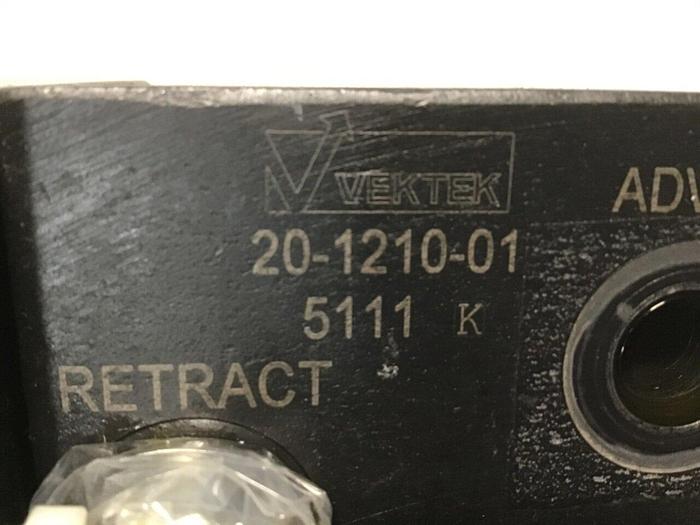 VEKTEK
20-1210-01
5111 K
RETRACT